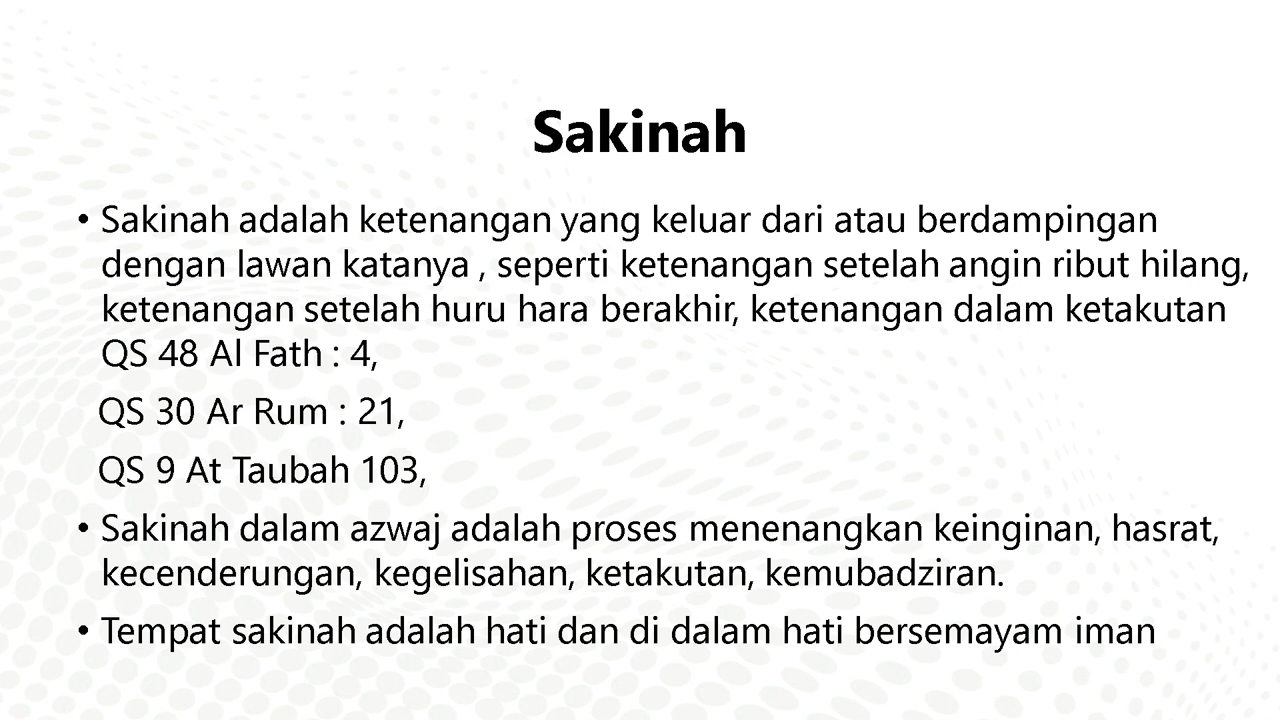 Sakinah
• Sakinah adalah ketenangan yang keluar dari atau berdampingan
dengan lawan katanya , seperti ketenangan setelah angin ribut hilang,
ketenangan setelah huru hara berakhir, ketenangan dalam ketakutan
QS 48 Al Fath : 4,
QS 30 Ar Rum : 21,
QS 9 At Taubah 103,
• Sakinah dalam azwaj adalah proses menenangkan keinginan, hasrat,
kecenderungan, kegelisahan, ketakutan, kemubadziran.
• Tempat sakinah adalah hati dan di dalam hati bersemayam iman